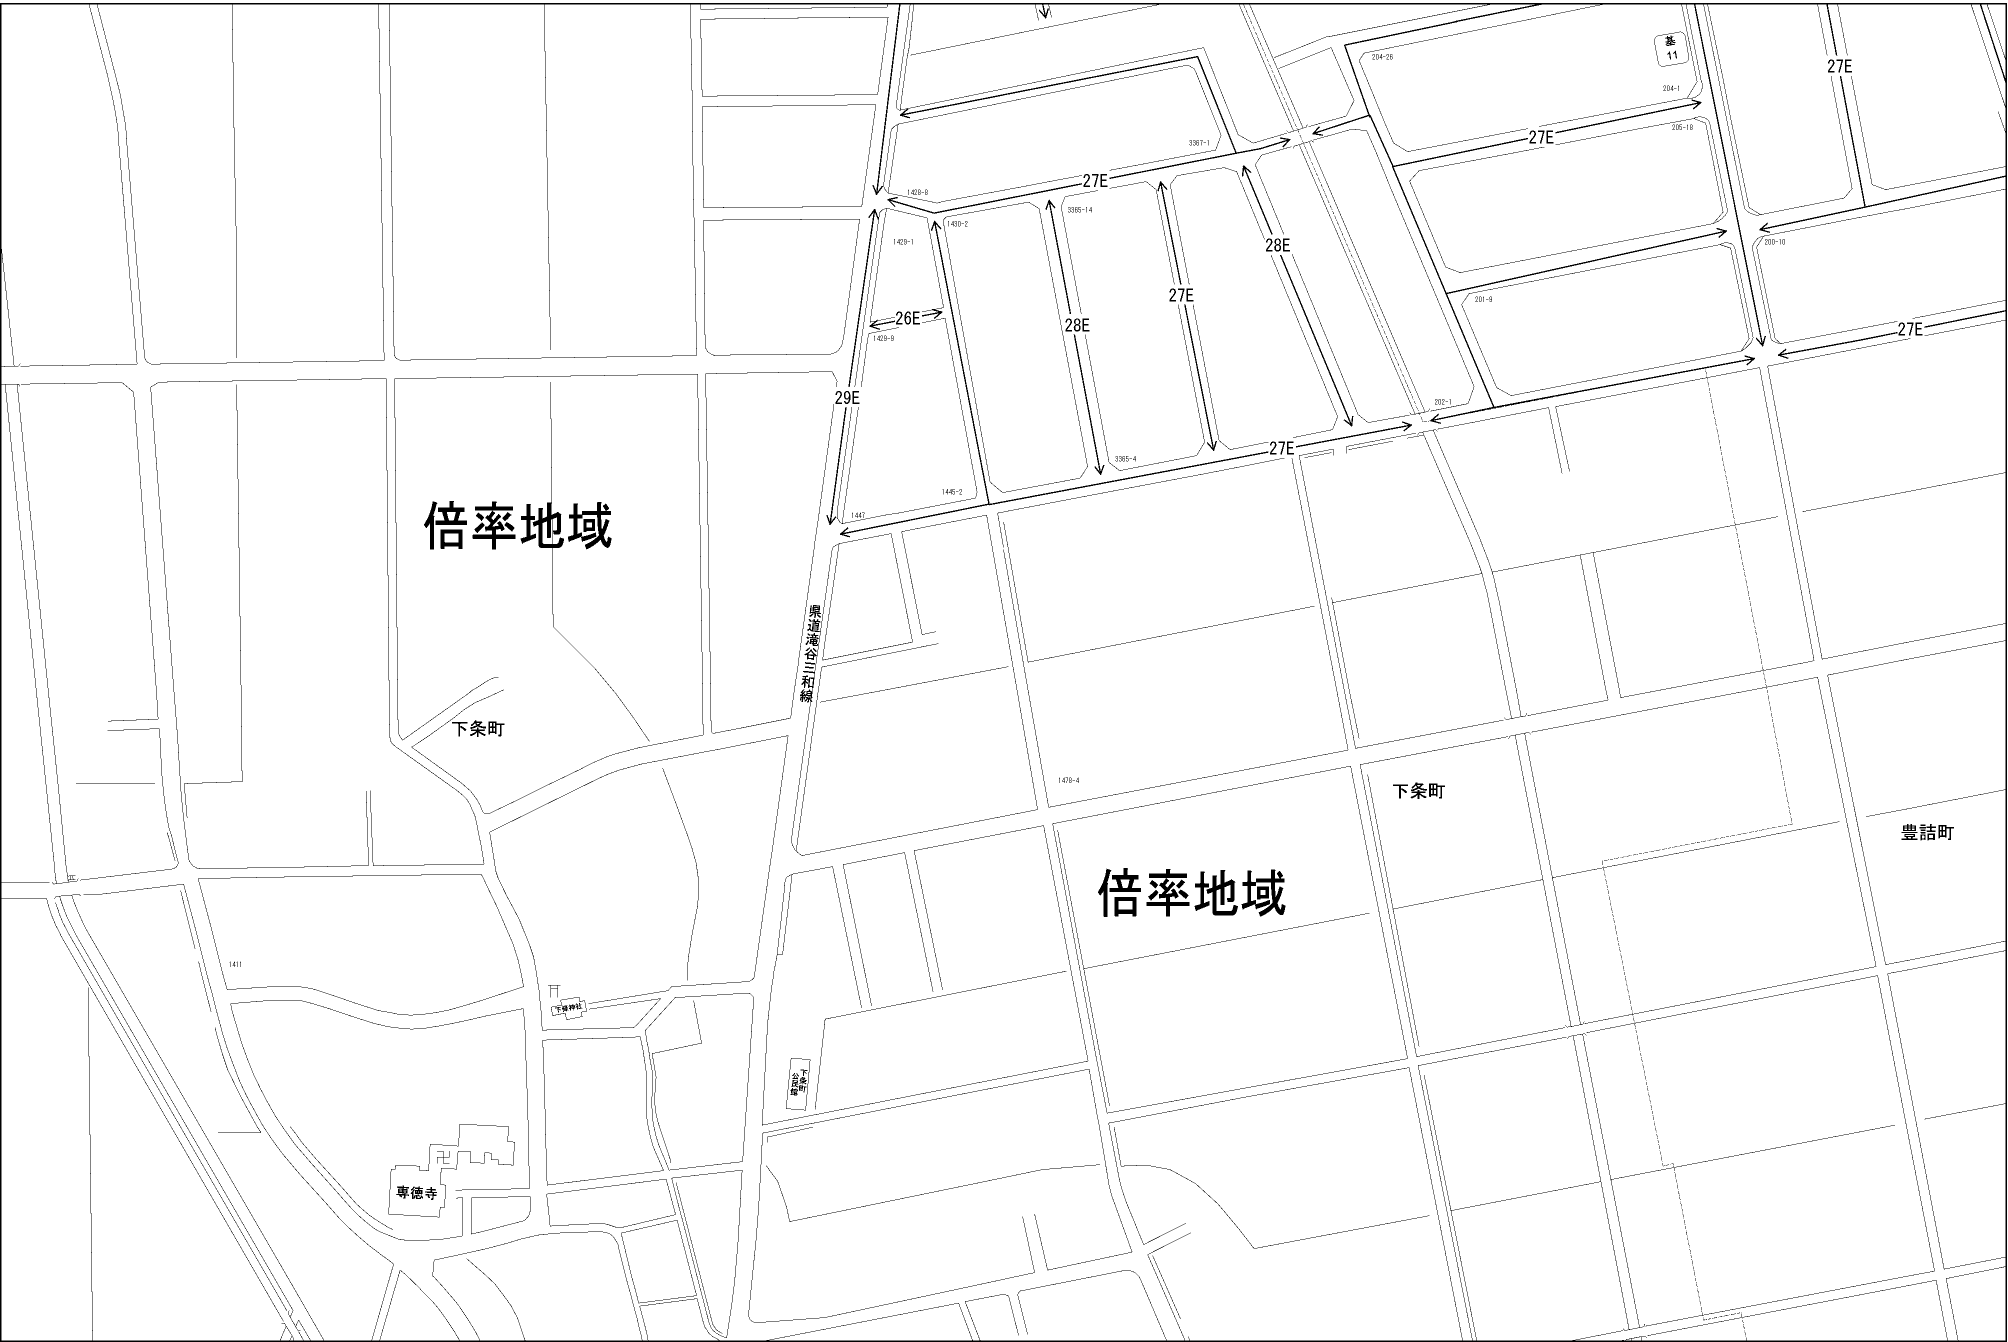 204-26
基
11
27E
204-1
205-18
27E
3367-1
27E
1428-8
3365-14
1430-2
1429-1
28E
200-10
27E
201-9
26E
28E
27E
1429-9
29E
202-1
27E
3365-4
1445-2
1447
倍率地域
県道滝谷三和線
下条町
1478-4
下条町
豊詰町
倍率地域
1411
下條神社
下条町
公民館
専徳寺